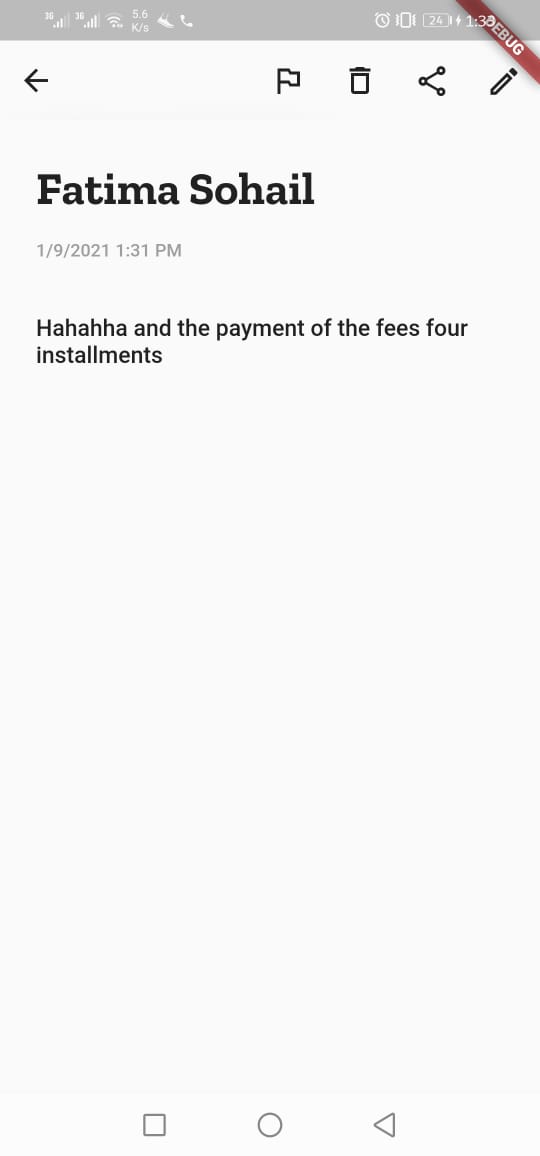 3G 3G 5.6 K/s 24 1:33
DEBUG
Fatima Sohail
1/9/2021 1:31 PM
Hahahha and the payment of the fees four
installments